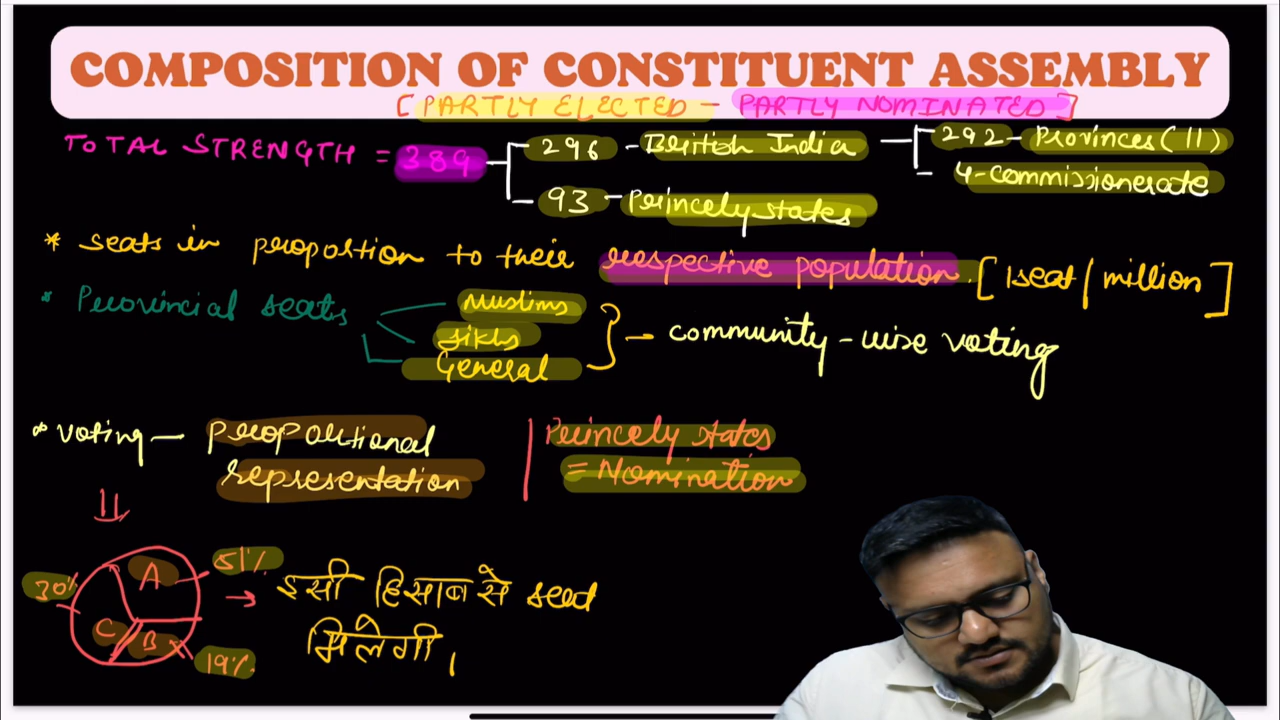 COMPOSITION OF CONSTITUENT ASSEMBLY
[PARTLY ELECTED - PARTLY NOMINATED]
TOTAL STRENGTH = 389
296 - British India
292 - Provinces (11)
4 - commissionerate
93 - Princely states
* seats in proportion to their respective population. [1seat/million]
* Provincial seats
Muslims
Sikhs
General
- community-wise voting
* voting - proportional representation
Princely states
= Nomination
A 51%
30%
C
B 19%
→ इसी हिसाब से seed
मिलेगी।